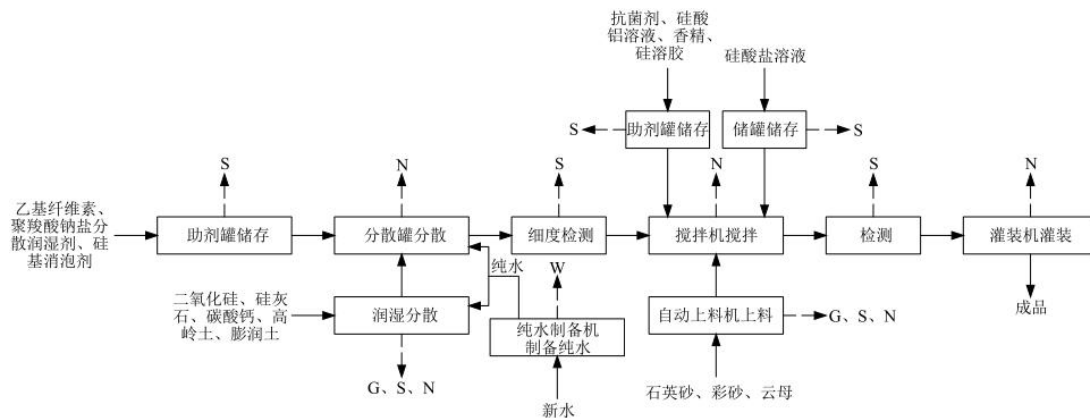 抗菌剂、硅酸
铝溶液、香精、
硅溶胶
硅酸盐溶液
S
助剂罐储存
储罐储存
S
S
N
S
N
S
N
乙基纤维素、
聚羧酸钠盐分
散润湿剂、硅
基消泡剂
助剂罐储存
分散罐分散
细度检测
搅拌机搅拌
检测
灌装机灌装
纯水
W
二氧化硅、硅灰
石、碳酸钙、高
岭土、膨润土
润湿分散
纯水制备机
制备纯水
自动上料机上料
G、S、N
成品
G、S、N
新水
石英砂、彩砂、云母